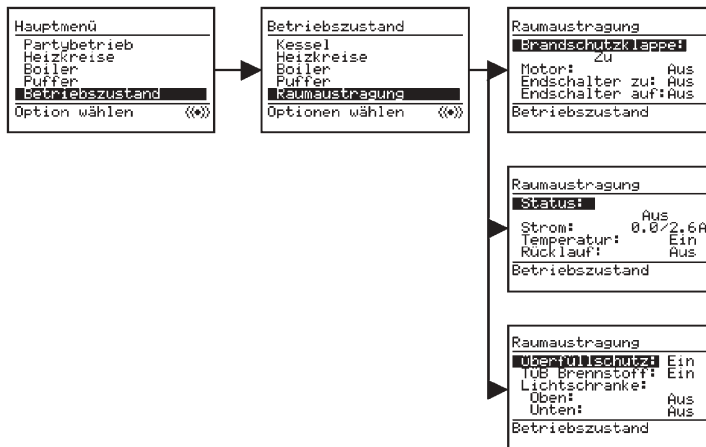 Hauptmenü
Partybetrieb
Heizkreise
Boiler
Puffer
Betriebszustand
Option wählen
Betriebszustand
Kessel
Heizkreise
Boiler
Puffer
Raumaustragung
Optionen wählen
Raumaustragung
Brandschutzklappe:
Zu
Motor: Aus
Endschalter zu: Aus
Endschalter auf: Aus
Betriebszustand
Raumaustragung
Status:
Aus
Strom: 0.0/2.6A
Temperatur: Ein
Rücklauf: Aus
Betriebszustand
Raumaustragung
Überfüllschutz: Ein
TÜB Brennstoff: Ein
Lichtschranke:
Oben: Aus
Unten: Aus
Betriebszustand